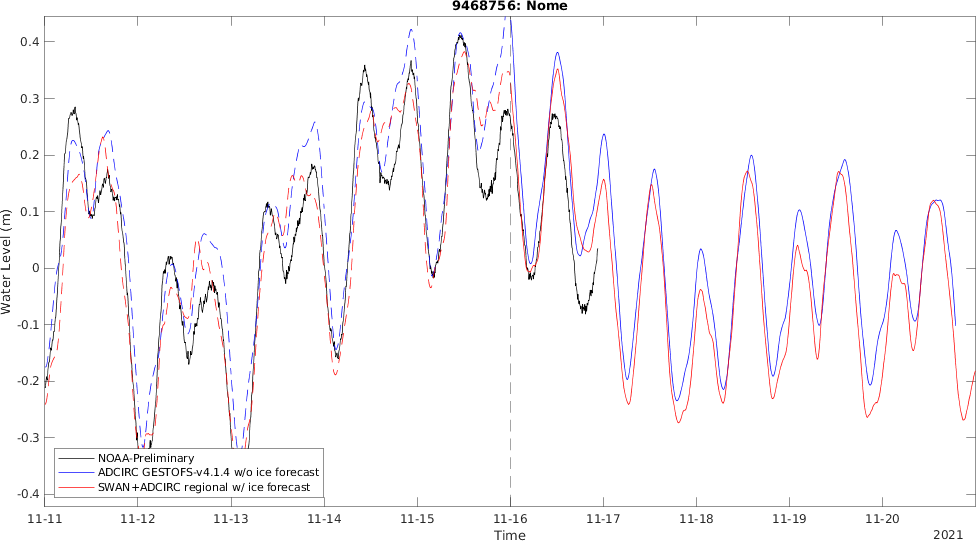 9468756: Nome
Water Level (m)
0.4
0.3
0.2
0.1
0
-0.1
-0.2
-0.3
-0.4
NOAA-Preliminary
ADCIRC GESTOFS-v4.1.4 w/o ice forecast
SWAN+ADCIRC regional w/ ice forecast
11-11 11-12 11-13 11-14 11-15 11-16 11-17 11-18 11-19 11-20
Time
2021